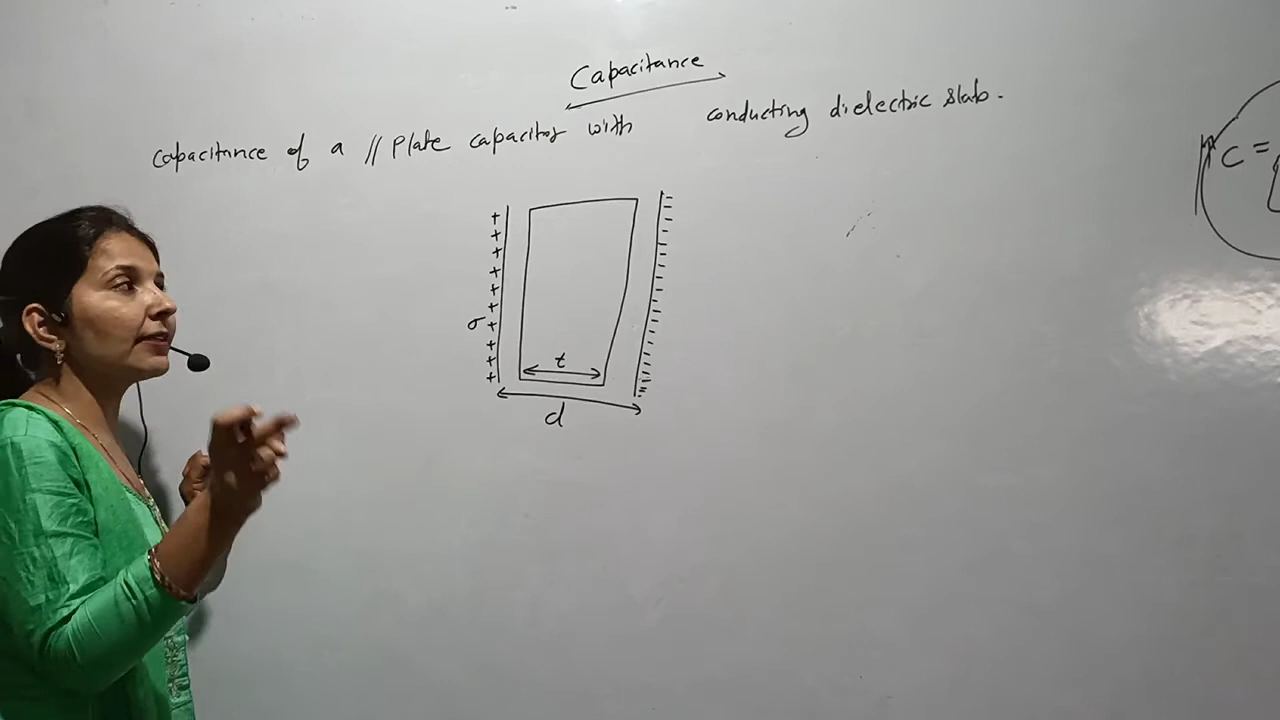 Capacitance
Capacitance of a // Plate capacitor with conducting dielectric slab.
C =
+
+
+
+
+
+
σ +
+
+
+
t
d